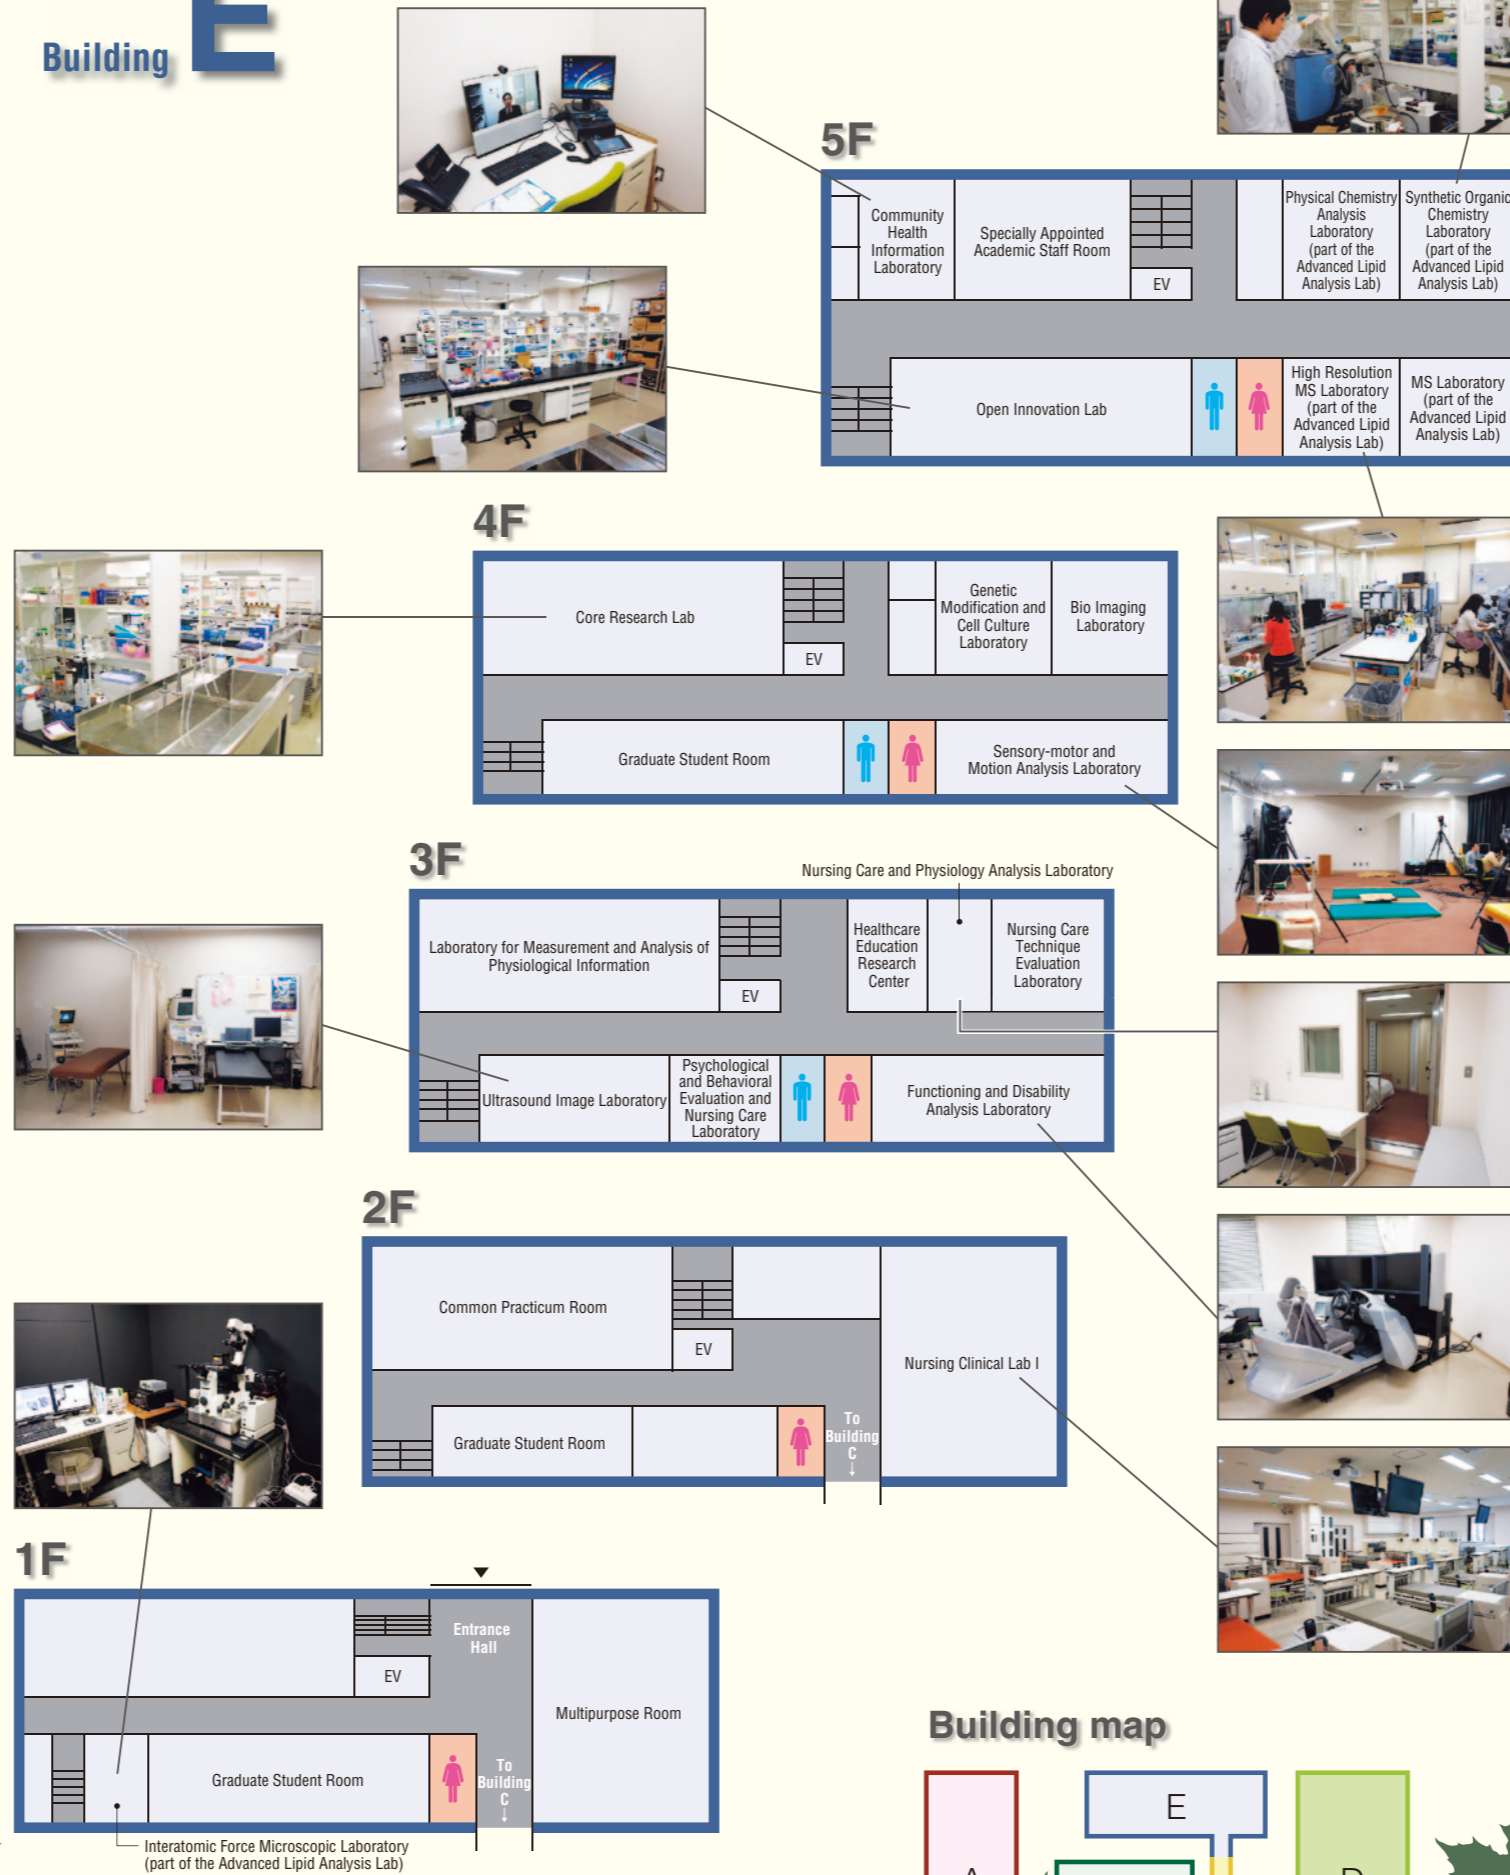 Building E
5F
Community
Health
Information
Laboratory
Specially Appointed
Academic Staff Room
EV
Physical Chemistry
Analysis
Laboratory
(part of the
Advanced Lipid
Analysis Lab)
Synthetic Organic
Chemistry
Laboratory
(part of the
Advanced Lipid
Analysis Lab)
Open Innovation Lab
High Resolution
MS Laboratory
(part of the
Advanced Lipid
Analysis Lab)
MS Laboratory
(part of the
Advanced Lipid
Analysis Lab)
4F
Core Research Lab
EV
Genetic
Modification and
Cell Culture
Laboratory
Bio Imaging
Laboratory
Graduate Student Room
Sensory-motor and
Motion Analysis Laboratory
3F
Nursing Care and Physiology Analysis Laboratory
Laboratory for Measurement and Analysis of
Physiological Information
EV
Healthcare
Education
Research
Center
Nursing Care
Technique
Evaluation
Laboratory
Ultrasound Image Laboratory
Psychological
and Behavioral
Evaluation and
Nursing Care
Laboratory
Functioning and Disability
Analysis Laboratory
2F
Common Practicum Room
EV
Nursing Clinical Lab I
Graduate Student Room
To
Building
C
↓
1F
Entrance
Hall
EV
Multipurpose Room
Graduate Student Room
To
Building
C
↓
Interatomic Force Microscopic Laboratory
(part of the Advanced Lipid Analysis Lab)
Building map
E
A
D